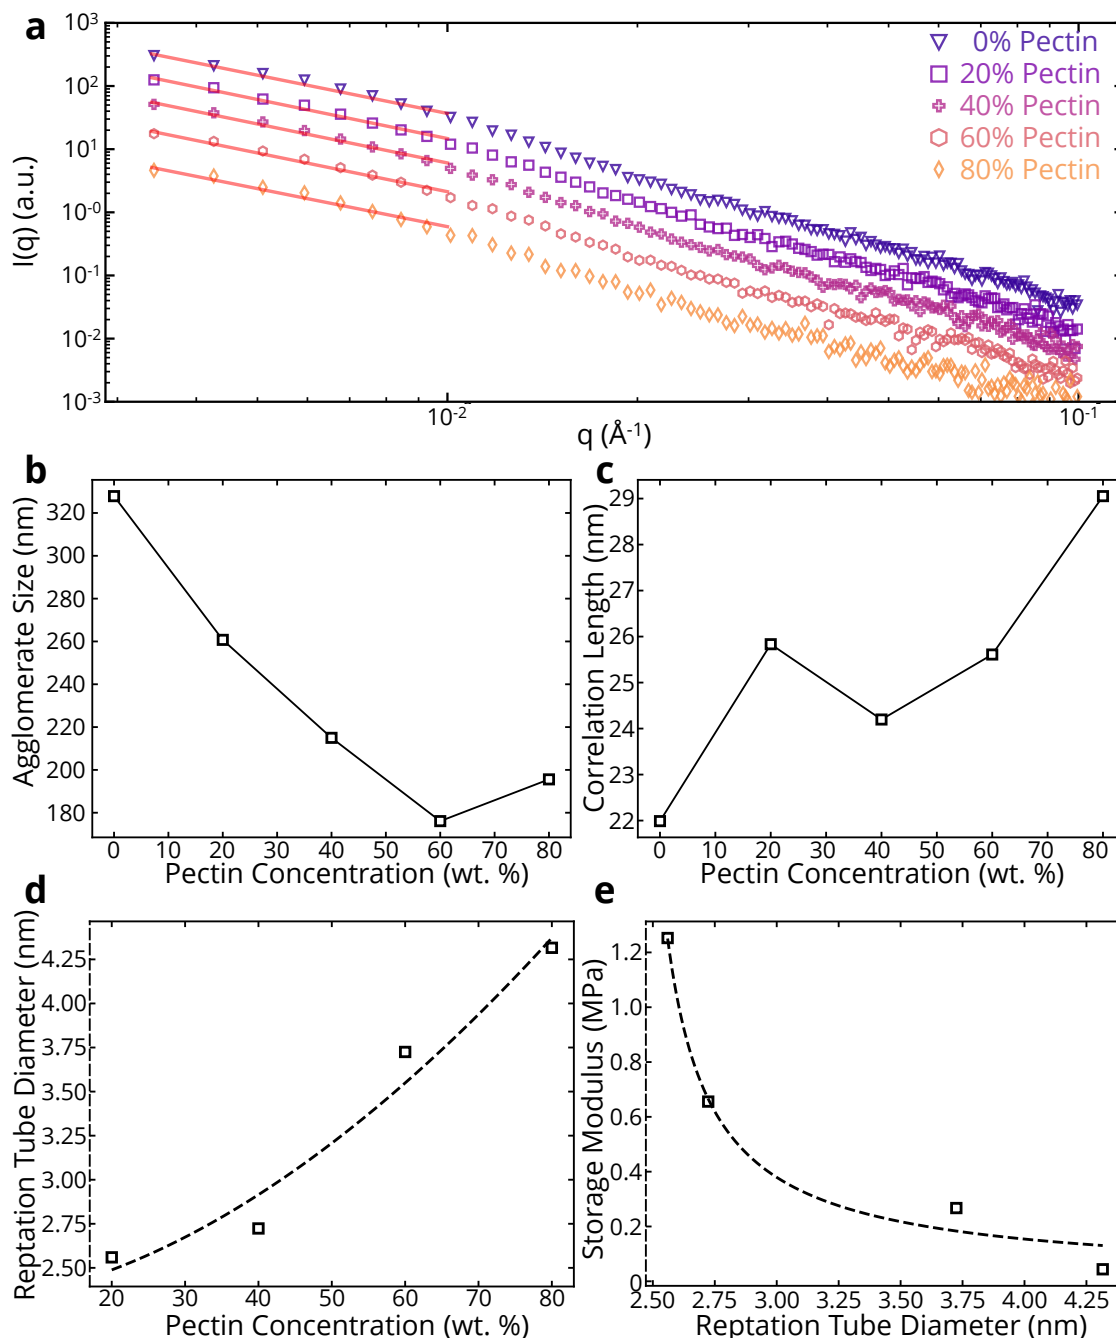 a
I(q) (a.u.)
10³
10²
10¹
10⁻⁰
10⁻¹
10⁻²
10⁻³
0% Pectin
20% Pectin
40% Pectin
60% Pectin
80% Pectin
10⁻²
10⁻¹
q (Å⁻¹)
b
Agglomerate Size (nm)
320
300
280
260
240
220
200
180
0 10 20 30 40 50 60 70 80
Pectin Concentration (wt. %)
c
Correlation Length (nm)
29
28
27
26
25
24
23
22
0 10 20 30 40 50 60 70 80
Pectin Concentration (wt. %)
d
Reptation Tube Diameter (nm)
4.25
4.00
3.75
3.50
3.25
3.00
2.75
2.50
20 30 40 50 60 70 80
Pectin Concentration (wt. %)
e
Storage Modulus (MPa)
1.2
1.0
0.8
0.6
0.4
0.2
0
2.50 2.75 3.00 3.25 3.50 3.75 4.00 4.25
Reptation Tube Diameter (nm)